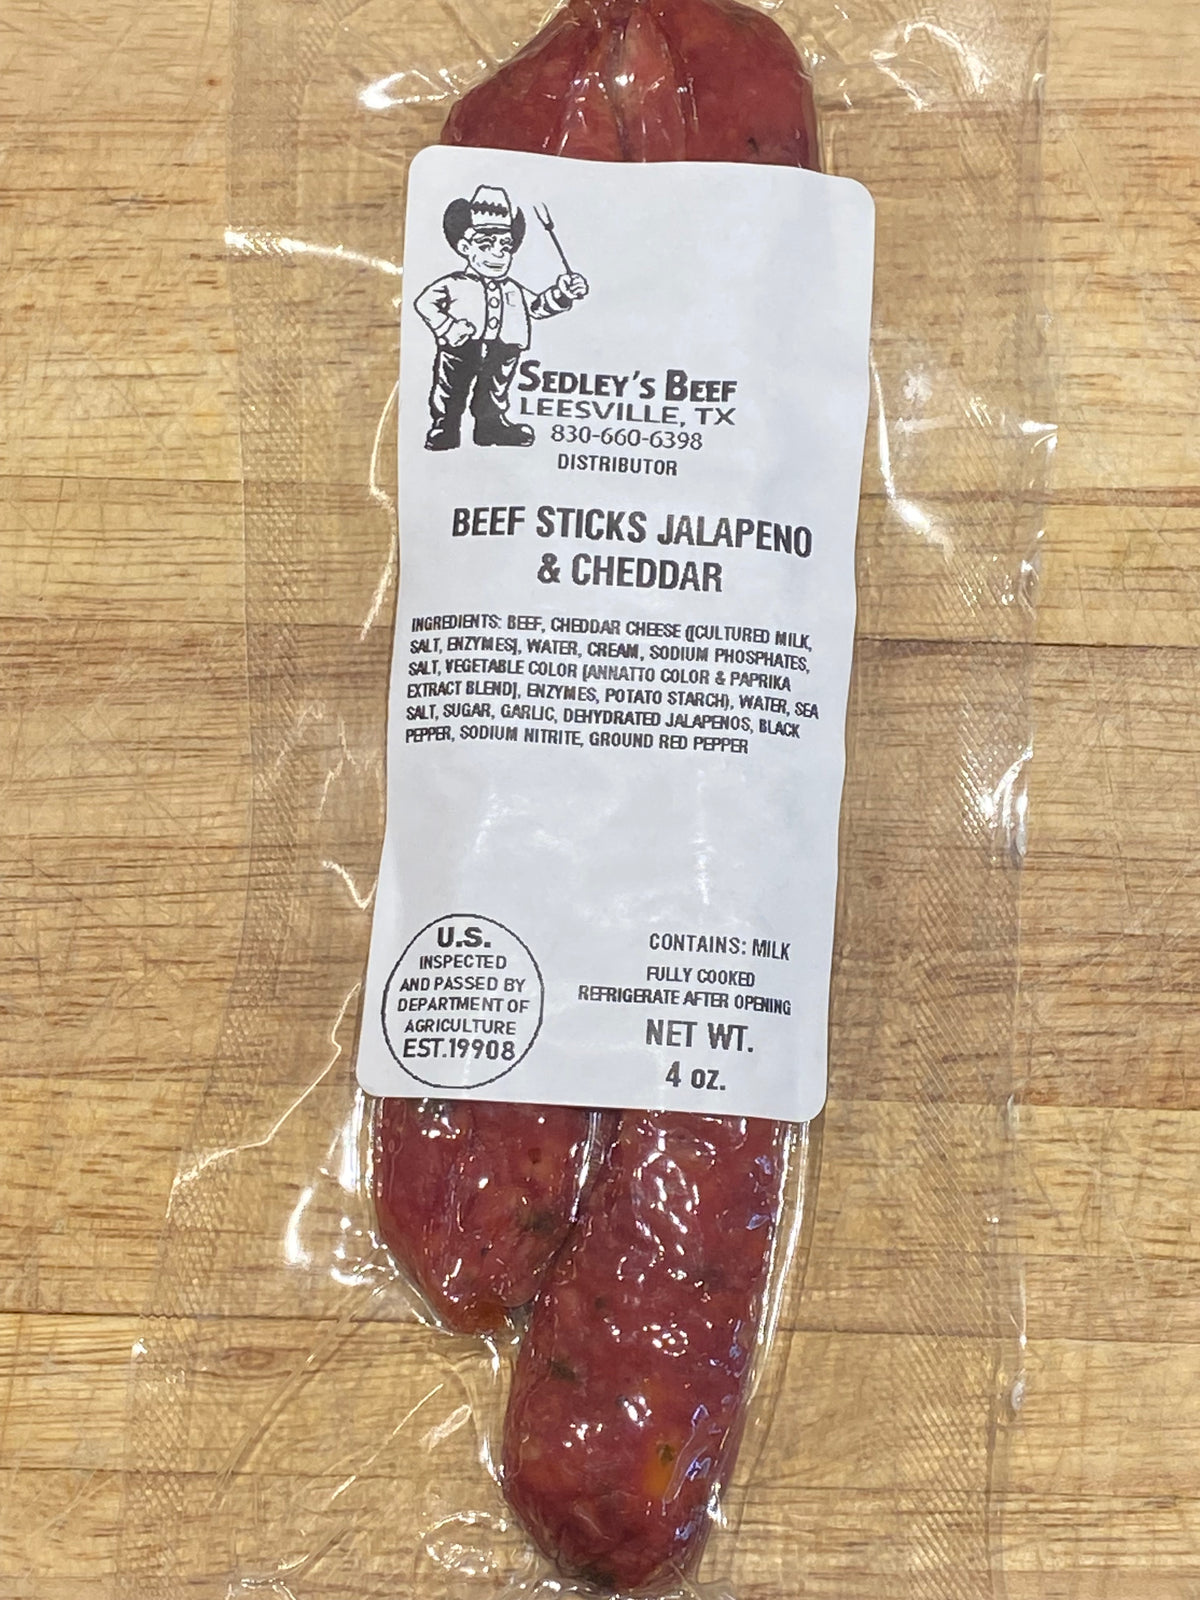 SEDLEY'S BEEF
LEESVILLE, TX
830-660-6398
DISTRIBUTOR
BEEF STICKS JALAPENO
& CHEDDAR
INGREDIENTS: BEEF, CHEDDAR CHEESE ([CULTURED MILK,
SALT, ENZYMES], WATER, CREAM, SODIUM PHOSPHATES,
SALT, VEGETABLE COLOR [ANNATTO COLOR & PAPRIKA
EXTRACT BLEND], ENZYMES, POTATO STARCH), WATER, SEA
SALT, SUGAR, GARLIC, DEHYDRATED JALAPENOS, BLACK
PEPPER, SODIUM NITRITE, GROUND RED PEPPER
U.S.
INSPECTED
AND PASSED BY
DEPARTMENT OF
AGRICULTURE
EST.19908
CONTAINS: MILK
FULLY COOKED
REFRIGERATE AFTER OPENING
NET WT.
4 oz.